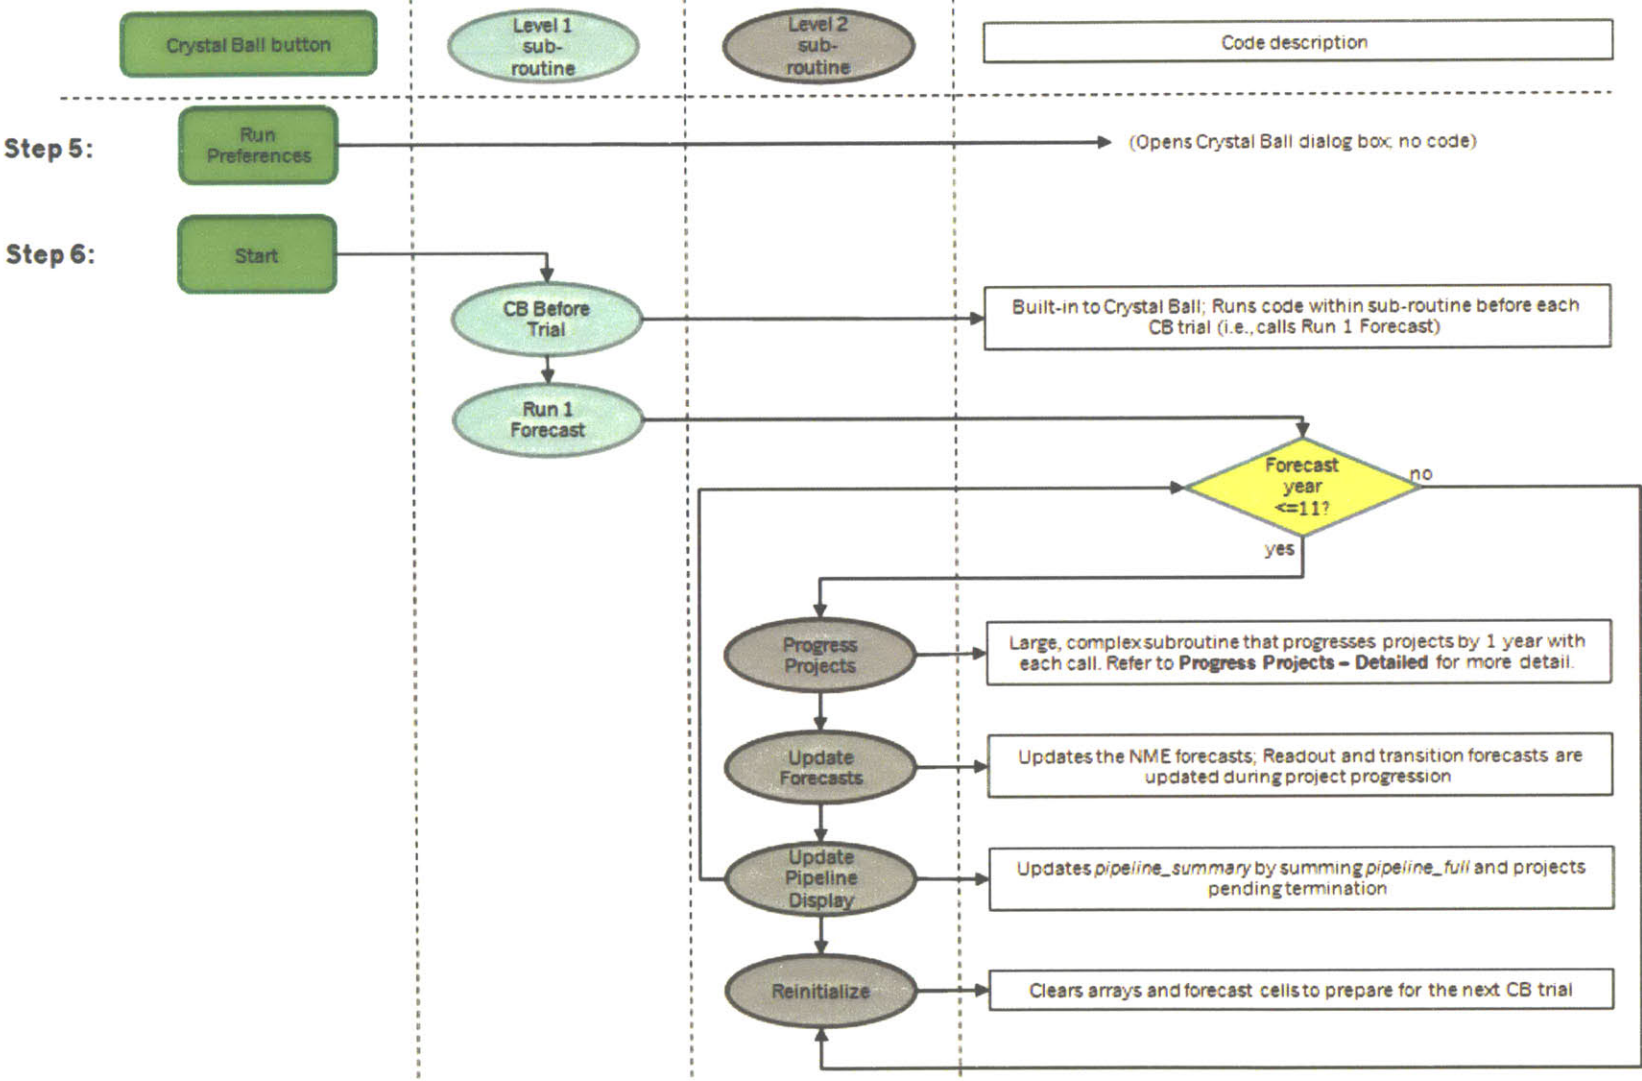 Crystal Ball button
Level 1
sub-
routine
Level 2
sub-
routine
Code description
Step 5:
Run
Preferences
(Opens Crystal Ball dialog box; no code)
Step 6:
Start
CB Before
Trial
Built-in to Crystal Ball; Runs code within sub-routine before each
CB trial (i.e., calls Run 1 Forecast)
Run 1
Forecast
Forecast
year
<=11?
no
yes
Progress
Projects
Large, complex subroutine that progresses projects by 1 year with
each call. Refer to Progress Projects – Detailed for more detail.
Update
Forecasts
Updates the NME forecasts; Readout and transition forecasts are
updated during project progression
Update
Pipeline
Display
Updates pipeline_summary by summing pipeline_full and projects
pending termination
Reinitialize
Clears arrays and forecast cells to prepare for the next CB trial